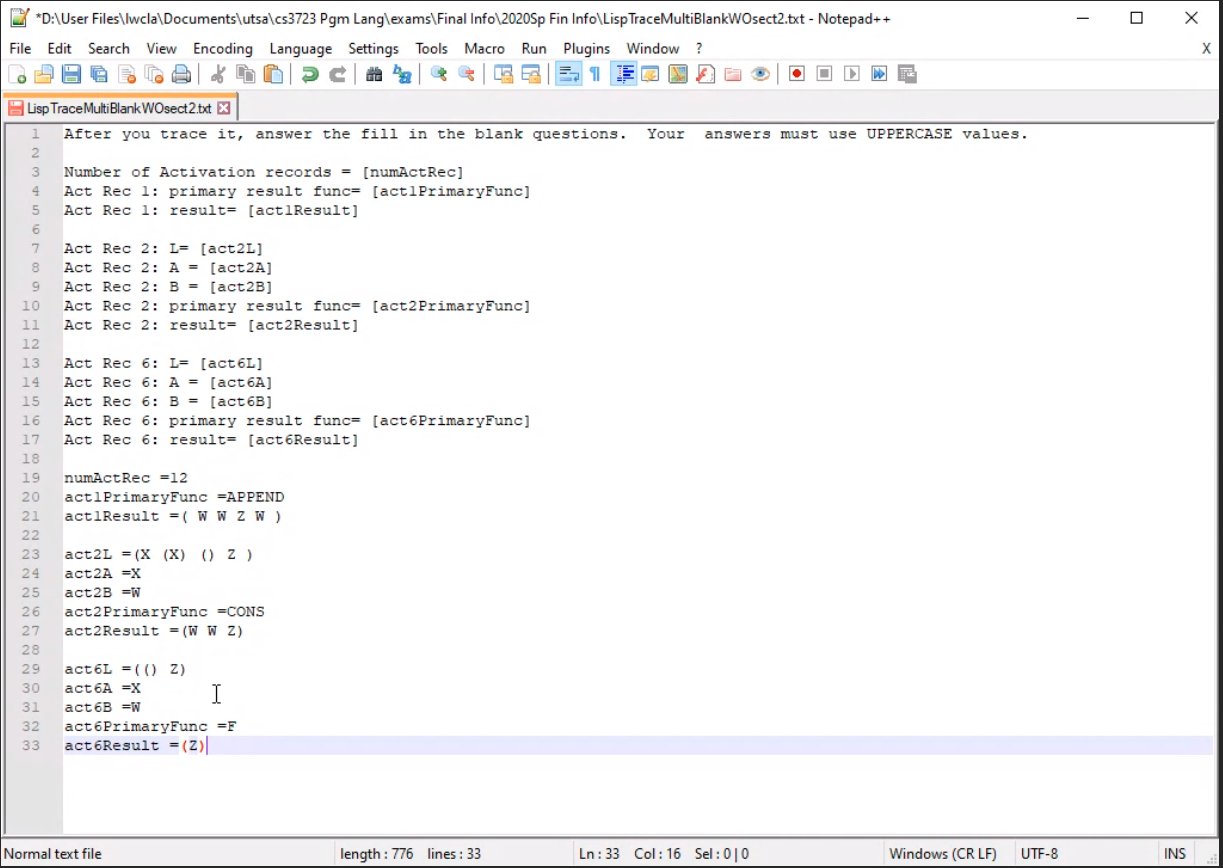 *D:\User Files\lwcla\Documents\utsa\cs3723 Pgm Lang\exams\Final Info\2020Sp Fin Info\LispTraceMultiBlankWOsect2.txt - Notepad++
File Edit Search View Encoding Language Settings Tools Macro Run Plugins Window ? X
LispTraceMultiBlankWOsect2.txt
1 After you trace it, answer the fill in the blank questions.  Your  answers must use UPPERCASE values.
2
3 Number of Activation records = [numActRec]
4 Act Rec 1: primary result func= [act1PrimaryFunc]
5 Act Rec 1: result= [act1Result]
6
7 Act Rec 2: L= [act2L]
8 Act Rec 2: A = [act2A]
9 Act Rec 2: B = [act2B]
10 Act Rec 2: primary result func= [act2PrimaryFunc]
11 Act Rec 2: result= [act2Result]
12
13 Act Rec 6: L= [act6L]
14 Act Rec 6: A = [act6A]
15 Act Rec 6: B = [act6B]
16 Act Rec 6: primary result func= [act6PrimaryFunc]
17 Act Rec 6: result= [act6Result]
18
19 numActRec =12
20 act1PrimaryFunc =APPEND
21 act1Result =( W W Z W )
22
23 act2L =(X (X) () Z )
24 act2A =X
25 act2B =W
26 act2PrimaryFunc =CONS
27 act2Result =(W W Z)
28
29 act6L =(() Z)
30 act6A =X
31 act6B =W
32 act6PrimaryFunc =F
33 act6Result =(Z)
Normal text file length : 776 lines : 33 Ln : 33 Col : 16 Sel : 0 | 0 Windows (CR LF) UTF-8 INS